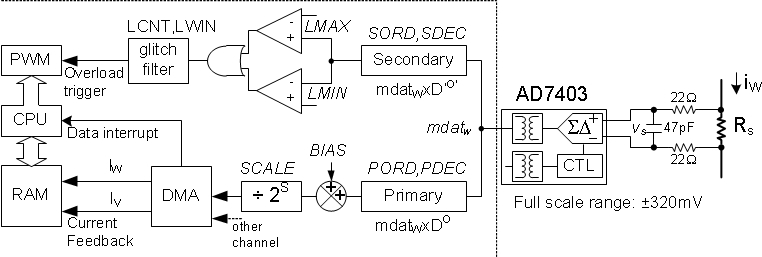 LCNT,LWIN
LMAX
SORD,SDEC
PWM
glitch
filter
Secondary
Overload
trigger
LMIN
mdatwxD'O'
AD7403
iw
22Ω
CPU
Data interrupt
mdatw
ΣΔ
+
-
vs
47pF
Rs
22Ω
BIAS
Iw
SCALE
PORD,PDEC
CTL
RAM
DMA
÷ 2S
+
+
Primary
Iv
Current
Feedback
other
channel
mdatwxDO
Full scale range: ±320mV